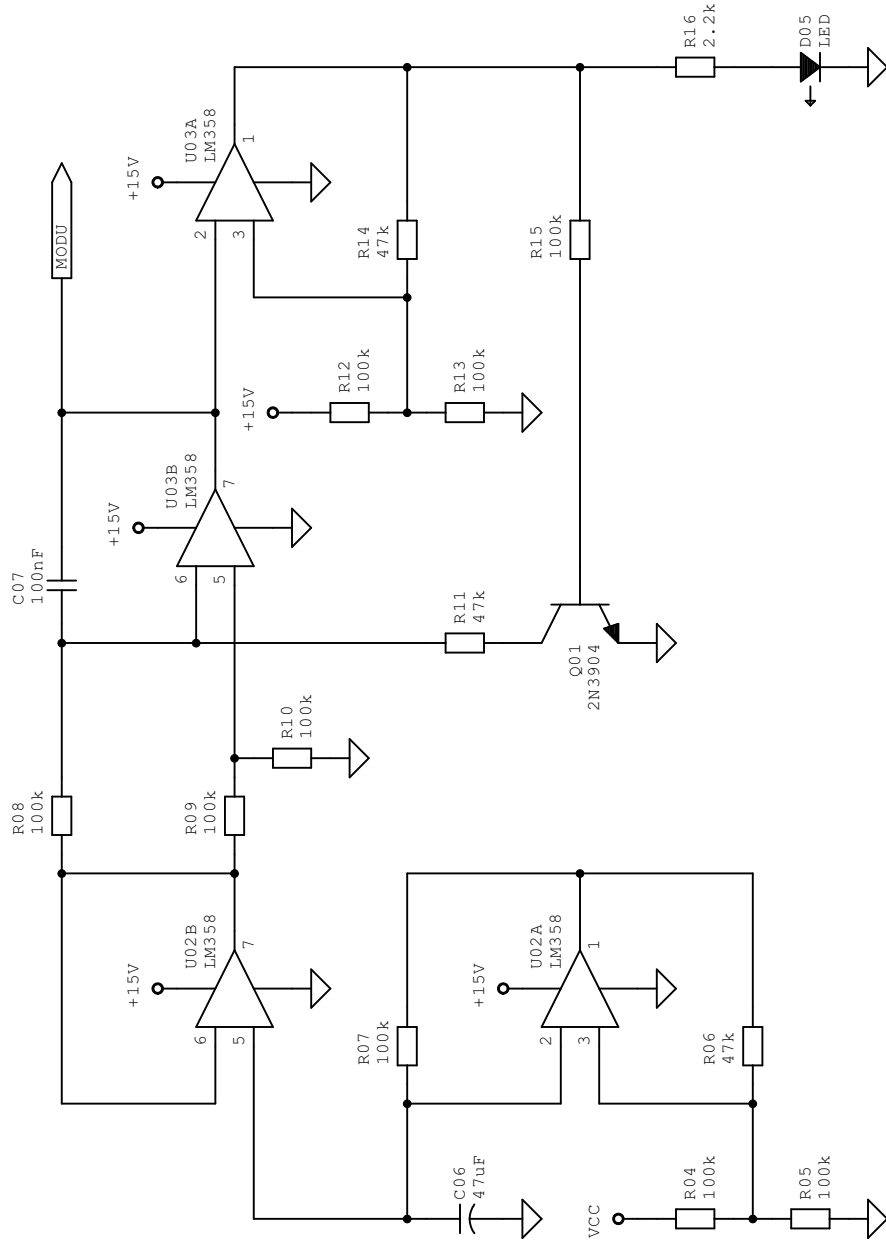 R16
2.2k
D05
LED
U03A
LM358
+15V
1
2
3
MODU
R14
47k
R15
100k
R12
100k
R13
100k
+15V
U03B
LM358
+15V
7
6
5
C07
100nF
R11
47k
Q01
2N3904
R10
100k
R08
100k
R09
100k
U02B
LM358
+15V
7
6
5
U02A
LM358
+15V
1
2
3
R07
100k
R06
47k
C06
47uF
VCC
R04
100k
R05
100k